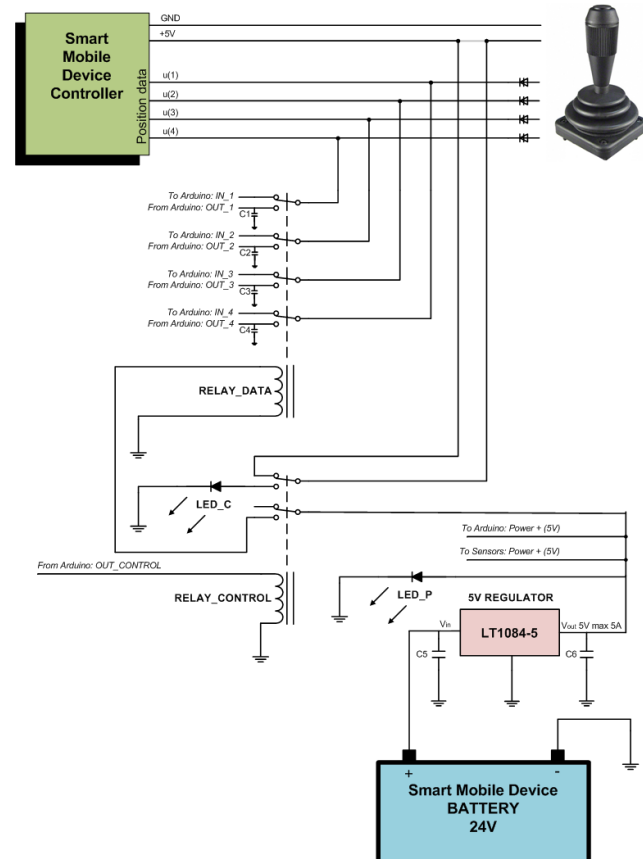 Smart
Mobile
Device
Controller
Position data
GND
+5V
u(1)
u(2)
u(3)
u(4)
To Arduino: IN_1
From Arduino: OUT_1
C1
To Arduino: IN_2
From Arduino: OUT_2
C2
To Arduino: IN_3
From Arduino: OUT_3
C3
To Arduino: IN_4
From Arduino: OUT_4
C4
RELAY_DATA
LED_C
To Arduino: Power + (5V)
To Sensors: Power + (5V)
From Arduino: OUT_CONTROL
RELAY_CONTROL
LED_P
5V REGULATOR
Vin
LT1084-5
Vout 5V max 5A
C5
C6
+
-
Smart Mobile Device
BATTERY
24V